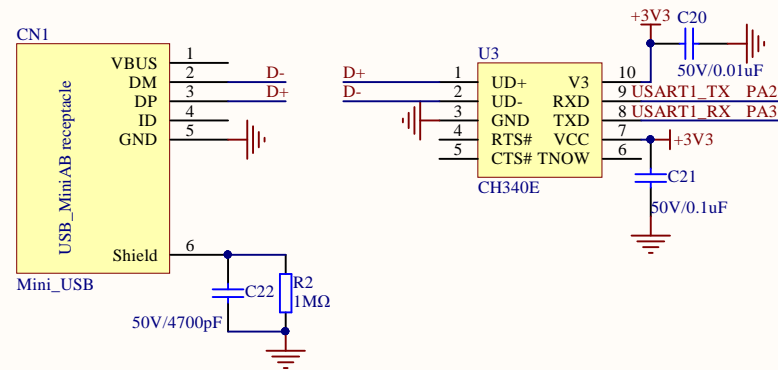 CN1
VBUS 1
DM 2 D-
DP 3 D+
ID 4
GND 5
Shield 6
USB_MiniAB receptacle
Mini_USB
C22
50V/4700pF
R2
1MΩ
+3V3
C20
50V/0.01uF
U3
D+ 1 UD+ V3 10
D- 2 UD- RXD 9 USART1_TX PA2
3 GND TXD 8 USART1_RX PA3
4 RTS# VCC 7 +3V3
5 CTS# TNOW 6
CH340E
C21
50V/0.1uF